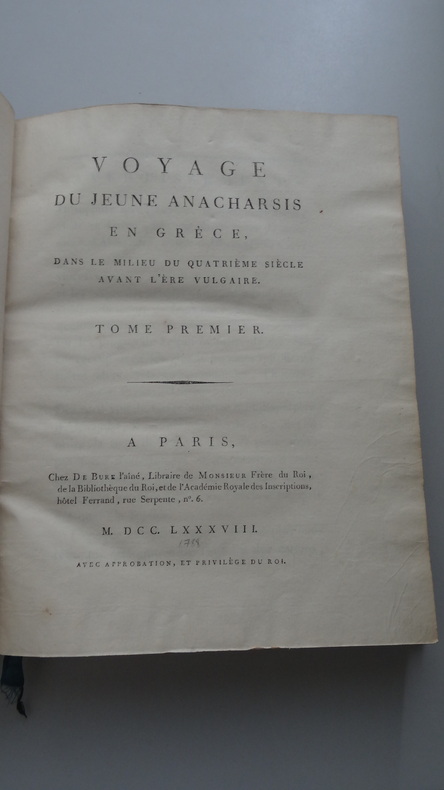 VOYAGE
DU JEUNE ANACHARSIS
EN GRÈCE,
DANS LE MILIEU DU QUATRIÈME SIÈCLE
AVANT L'ÈRE VULGAIRE.
TOME PREMIER.
A PARIS,
Chez DE BURE l'aîné, Libraire de MONSIEUR Frère du Roi,
de la Bibliothèque du Roi, et de l'Académie Royale des Inscriptions,
hôtel Ferrand, rue Serpente, nº. 6.
M. DCC. LXXXVIII.
1788
AVEC APPROBATION, ET PRIVILÈGE DU ROI.